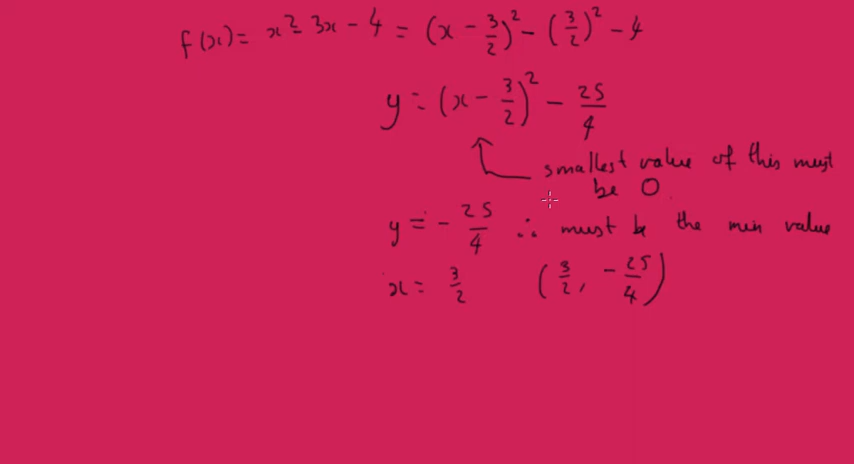 f(x) = x² - 3x - 4 = (x - 3/2)² - (3/2)² - 4
y = (x - 3/2)² - 25/4
smallest value of this must
be 0
y = - 25/4 ∴ must be the min value
x = 3/2 (3/2, - 25/4)